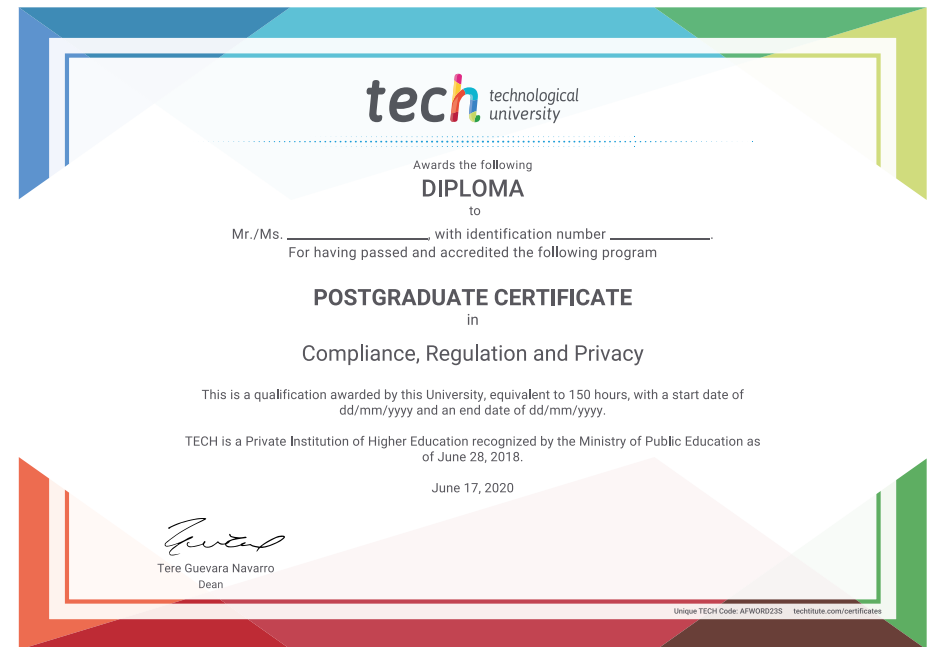 tech technological
university
Awards the following
DIPLOMA
to
Mr./Ms. ____________________, with identification number ______________.
For having passed and accredited the following program
POSTGRADUATE CERTIFICATE
in
Compliance, Regulation and Privacy
This is a qualification awarded by this University, equivalent to 150 hours, with a start date of
dd/mm/yyyy and an end date of dd/mm/yyyy.
TECH is a Private Institution of Higher Education recognized by the Ministry of Public Education as
of June 28, 2018.
June 17, 2020
Tere Guevara Navarro
Dean
Unique TECH Code: AFWORD23S techtitute.com/certificates